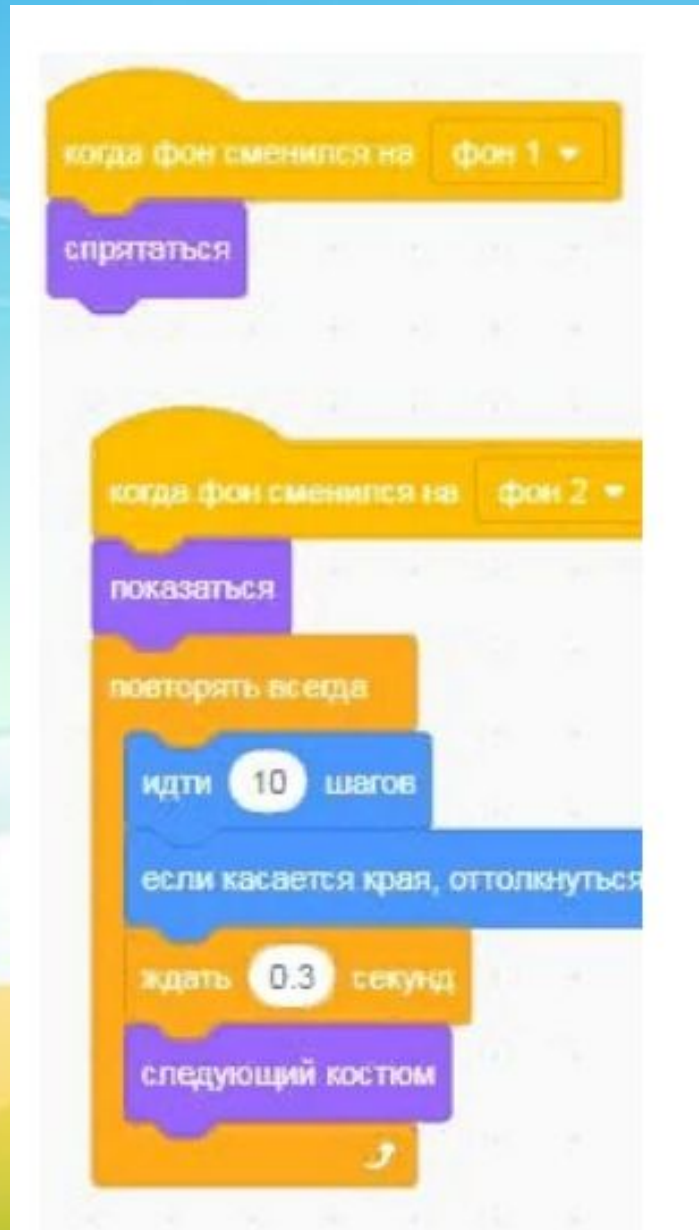 когда фон сменился на фон 1
спрятаться
когда фон сменился на фон 2
показаться
повторять всегда
идти 10 шагов
если касается края, оттолкнуться
ждать 0.3 секунд
следующий костюм